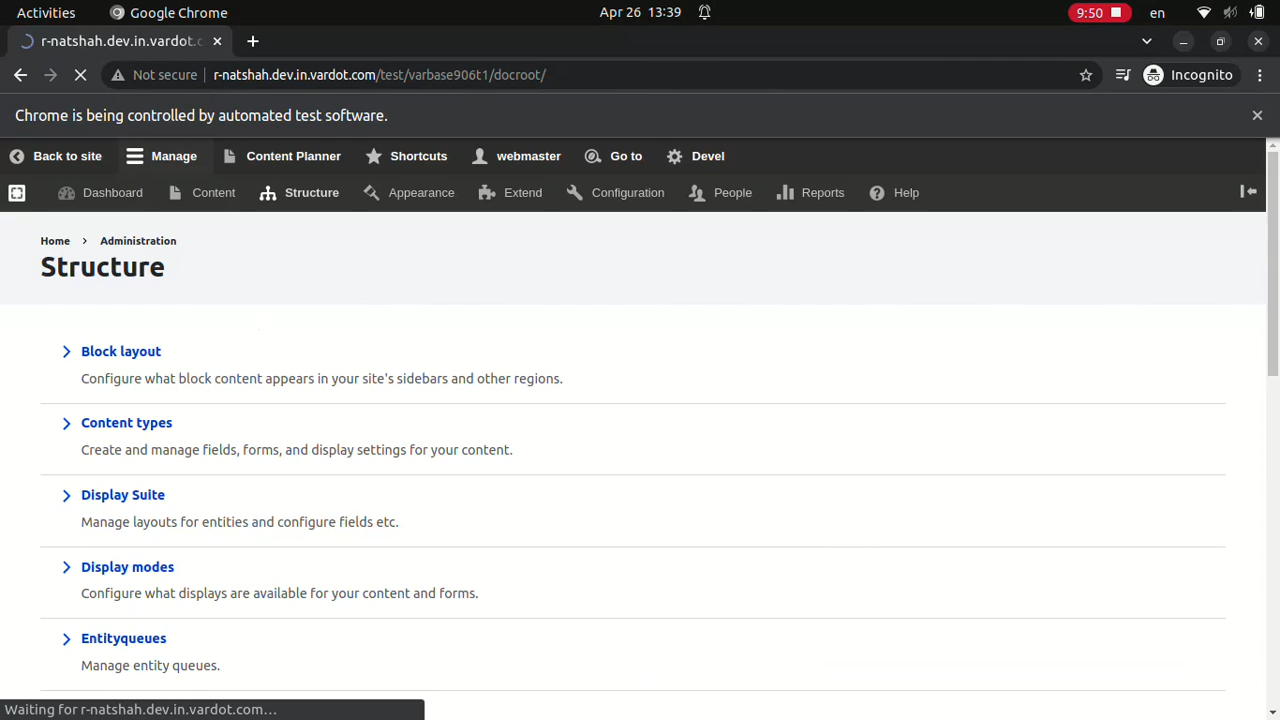 Activities Google Chrome Apr 26 13:39 9:50 en
r-natshah.dev.in.vardot.c
Not secure r-natshah.dev.in.vardot.com/test/varbase906t1/docroot/ Incognito
Chrome is being controlled by automated test software.
Back to site Manage Content Planner Shortcuts webmaster Go to Devel
Dashboard Content Structure Appearance Extend Configuration People Reports Help
Home Administration
Structure
Block layout
Configure what block content appears in your site's sidebars and other regions.
Content types
Create and manage fields, forms, and display settings for your content.
Display Suite
Manage layouts for entities and configure fields etc.
Display modes
Configure what displays are available for your content and forms.
Entityqueues
Manage entity queues.
Waiting for r-natshah.dev.in.vardot.com…